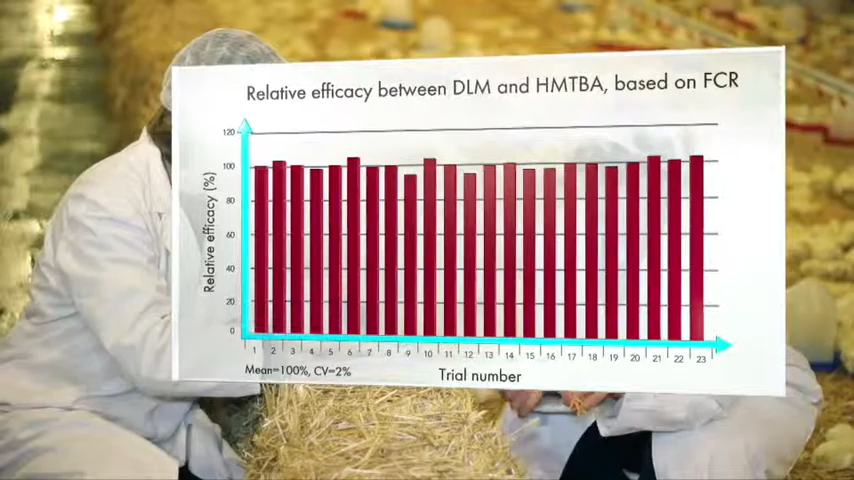 Relative efficacy between DLM and HMTBA, based on FCR
Relative efficacy (%)
120
100
80
60
40
20
0
1 2 3 4 5 6 7 8 9 10 11 12 13 14 15 16 17 18 19 20 21 22 23
Mean=100%, CV=2%
Trial number